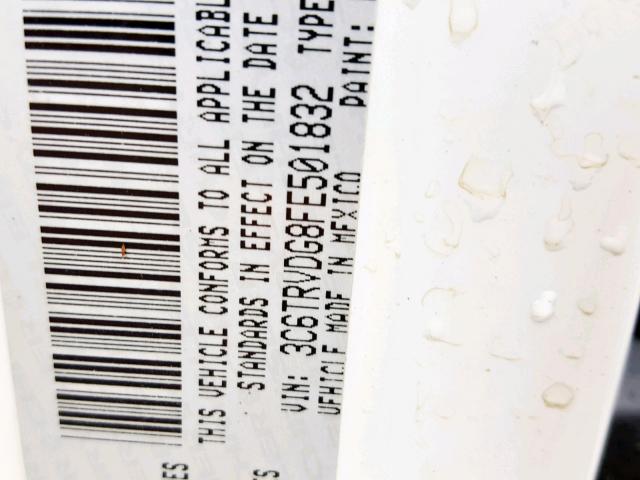 THIS VEHICLE CONFORMS TO ALL
STANDARDS IN EFFECT ON THE DATE
VIN: 3C6TRVDG8FE501832 TYPE
VEHICLE MADE IN MEXICO PAINT: